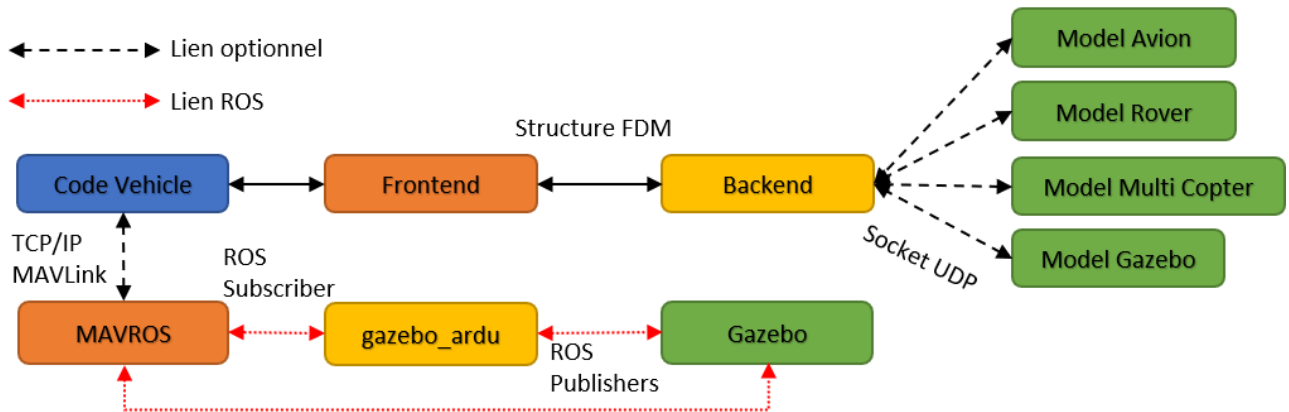 Lien optionnel
Lien ROS
Model Avion
Model Rover
Model Multi Copter
Model Gazebo
Structure FDM
Code Vehicle
Frontend
Backend
Socket UDP
TCP/IP
MAVLink
ROS
Subscriber
MAVROS
gazebo_ardu
Gazebo
ROS
Publishers